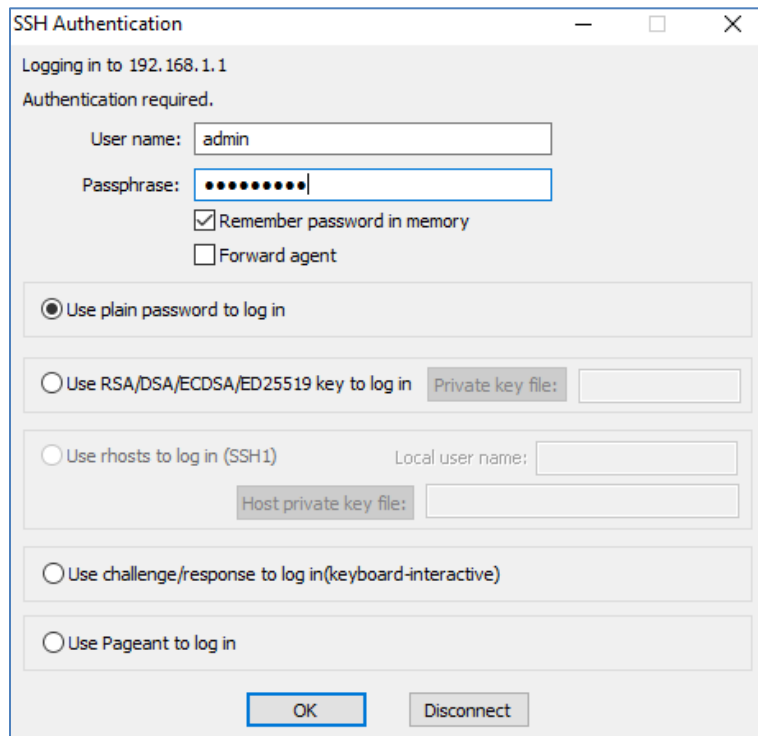 SSH Authentication
Logging in to 192.168.1.1
Authentication required.
User name: admin
Passphrase: ●●●●●●●●●
Remember password in memory
Forward agent
Use plain password to log in
Use RSA/DSA/ECDSA/ED25519 key to log in Private key file:
Use rhosts to log in (SSH1) Local user name:
Host private key file:
Use challenge/response to log in(keyboard-interactive)
Use Pageant to log in
OK Disconnect